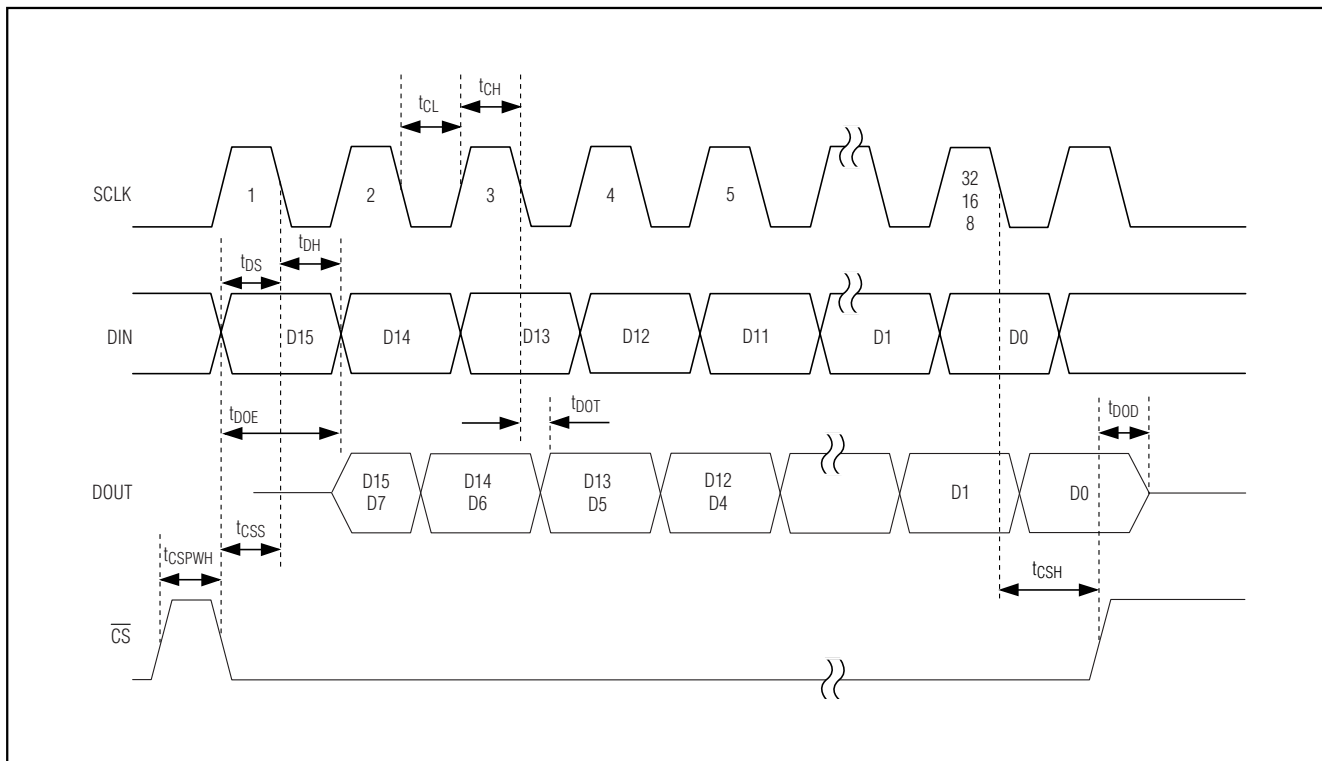 tCL
tCH
SCLK
1
2
3
4
5
32
16
8
tDS
tDH
DIN
D15
D14
D13
D12
D11
D1
D0
tDOE
tDOT
tDOD
DOUT
D15
D7
D14
D6
D13
D5
D12
D4
D1
D0
tCSS
tCSPWH
tCSH
C̅S̅